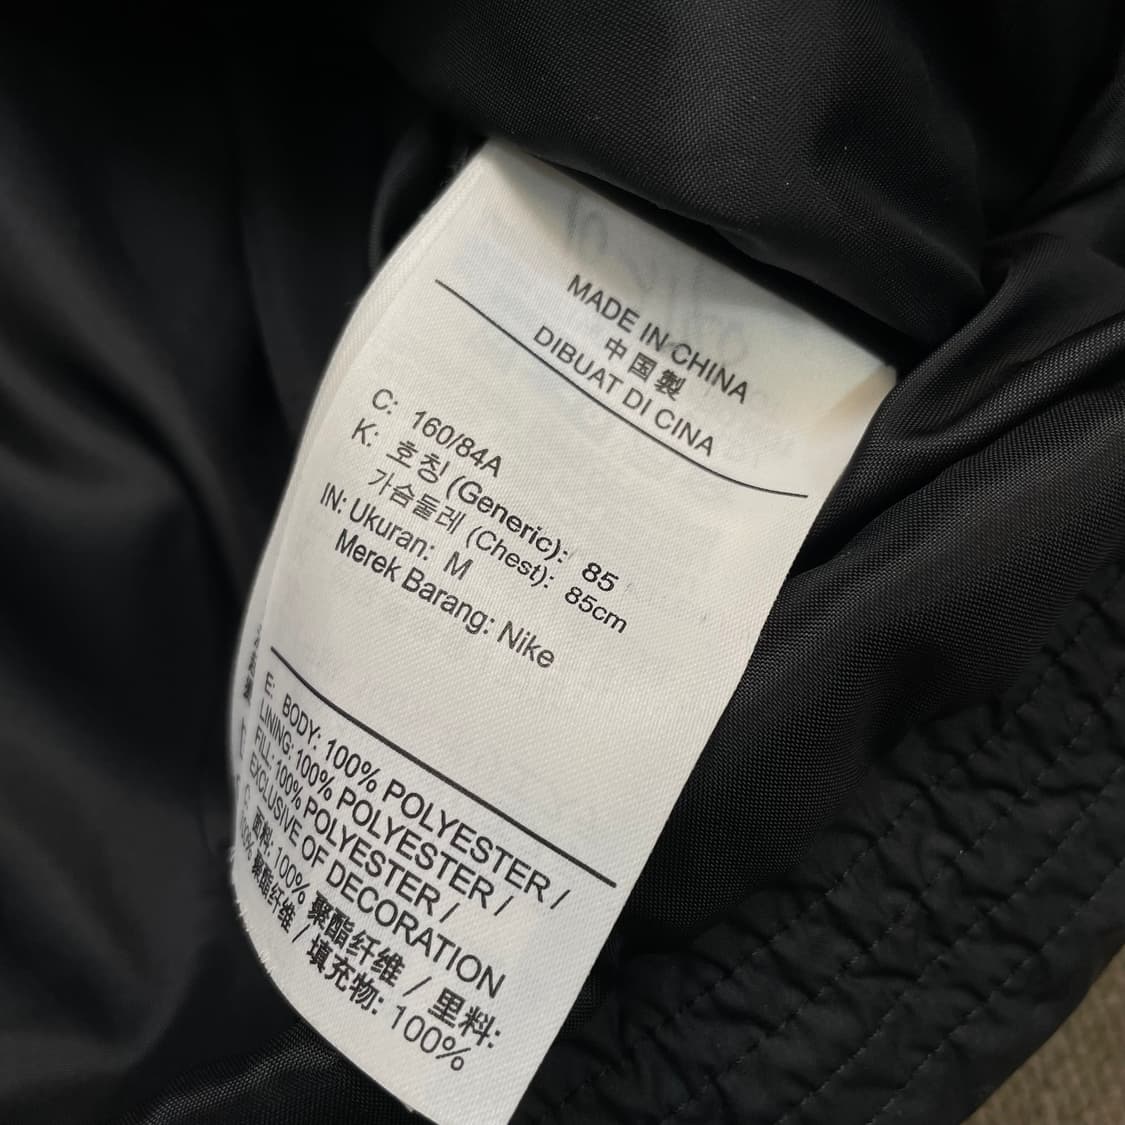 MADE IN CHINA
中国製
DIBUAT DI CINA
C: 160/84A
K: 호칭 (Generic): 85
가슴둘레 (Chest): 85cm
IN: Ukuran: M
Merek Barang: Nike
E: BODY: 100% POLYESTER /
LINING: 100% POLYESTER /
FILL: 100% POLYESTER /
EXCLUSIVE OF DECORATION
C: 面料: 100% 聚酯纤维 / 里料:
100% 聚酯纤维 / 填充物: 100%